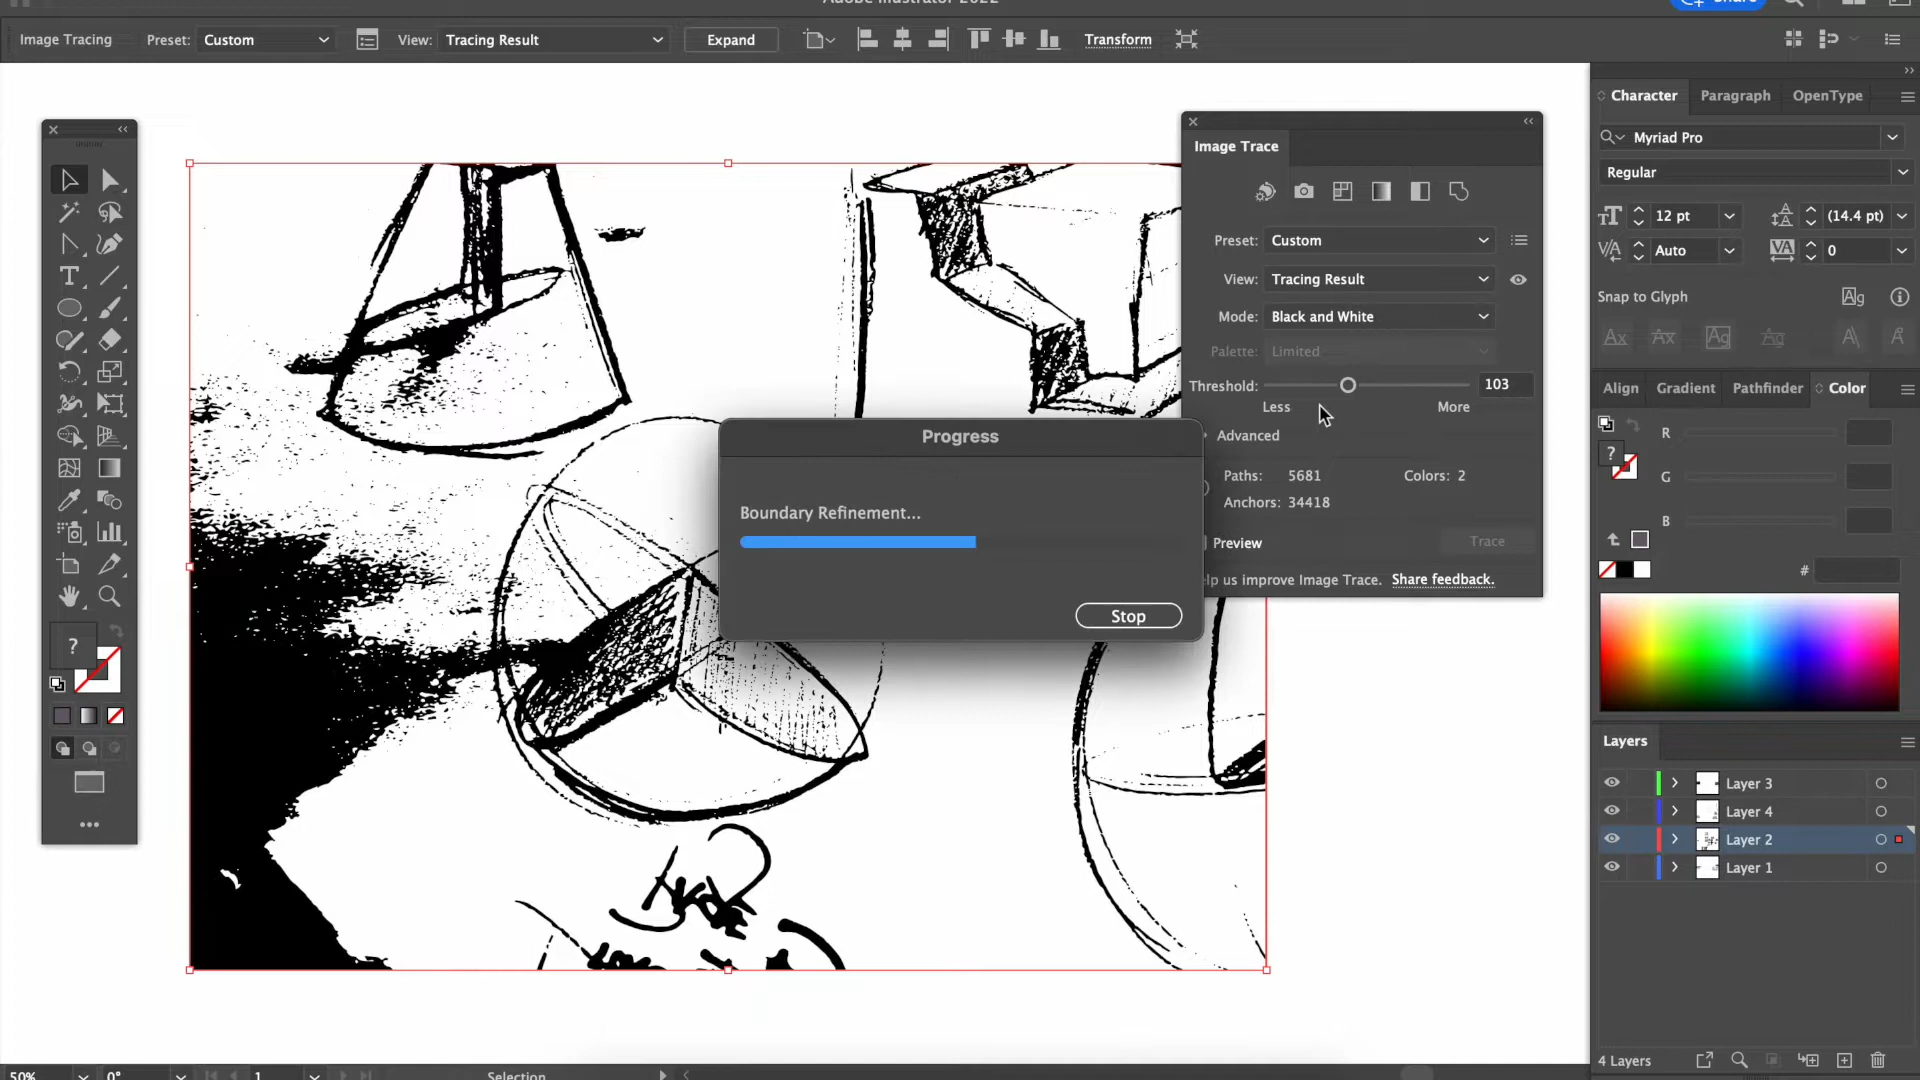 Adobe Illustrator 2022
Share
Image Tracing
Preset: Custom
View: Tracing Result
Expand
Transform
Image Trace
Preset: Custom
View: Tracing Result
Mode: Black and White
Palette: Limited
Threshold: 103
Less
More
Advanced
Paths: 5681
Colors: 2
Anchors: 34418
Preview
Trace
lp us improve Image Trace. Share feedback.
Progress
Boundary Refinement...
Stop
Character
Paragraph
OpenType
Myriad Pro
Regular
12 pt
(14.4 pt)
Auto
0
Snap to Glyph
Align
Gradient
Pathfinder
Color
R
G
B
#
Layers
Layer 3
Layer 4
Layer 2
Layer 1
4 Layers
50%
0°
1
Selection